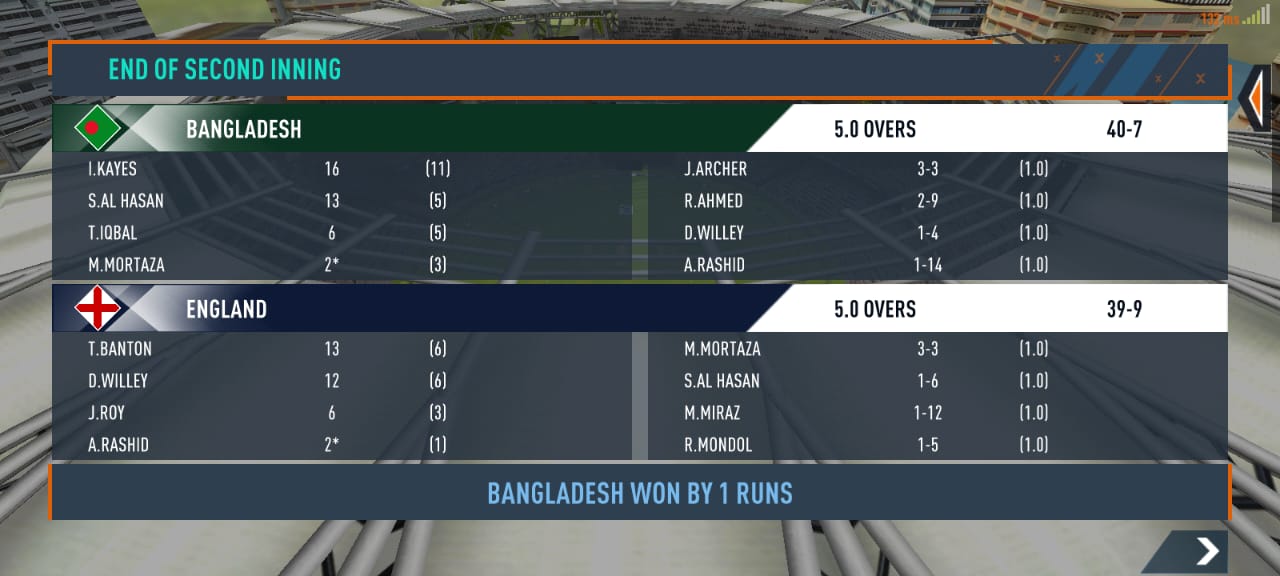 132 ms
END OF SECOND INNING
BANGLADESH 5.0 OVERS 40-7
I.KAYES 16 (11) J.ARCHER 3-3 (1.0)
S.AL HASAN 13 (5) R.AHMED 2-9 (1.0)
T.IQBAL 6 (5) D.WILLEY 1-4 (1.0)
M.MORTAZA 2* (3) A.RASHID 1-14 (1.0)
ENGLAND 5.0 OVERS 39-9
T.BANTON 13 (6) M.MORTAZA 3-3 (1.0)
D.WILLEY 12 (6) S.AL HASAN 1-6 (1.0)
J.ROY 6 (3) M.MIRAZ 1-12 (1.0)
A.RASHID 2* (1) R.MONDOL 1-5 (1.0)
BANGLADESH WON BY 1 RUNS